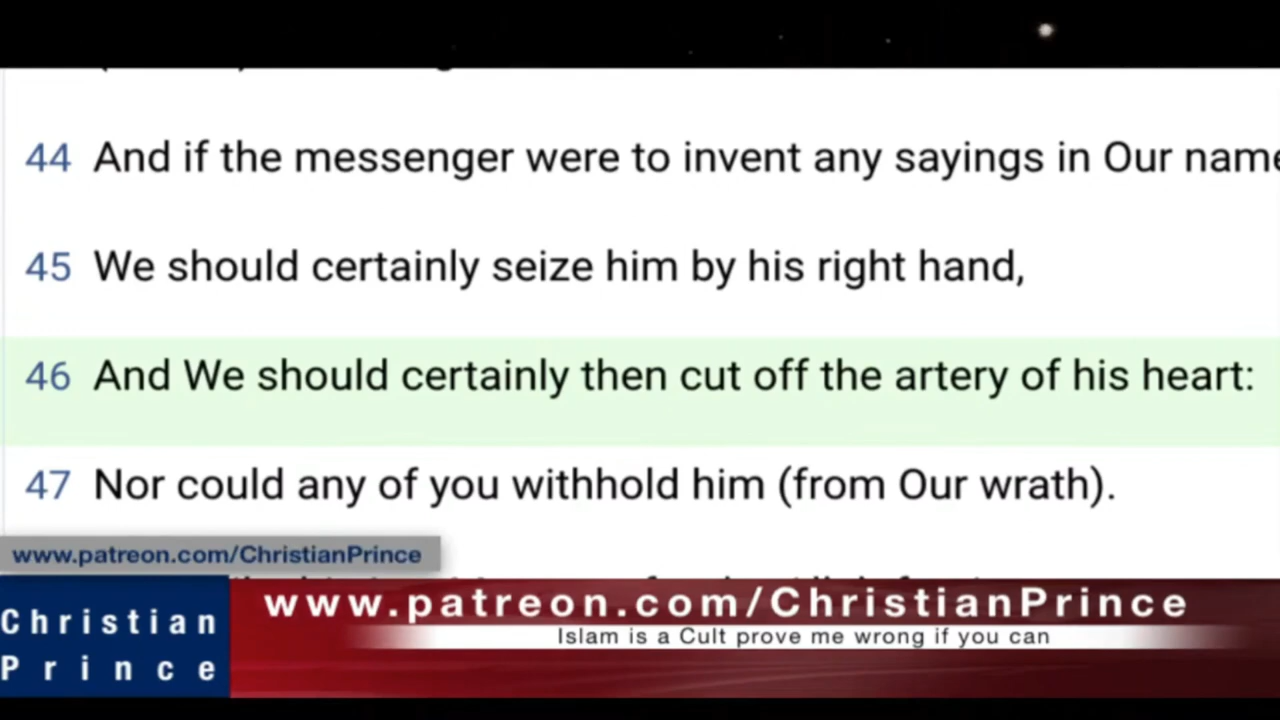 44 And if the messenger were to invent any sayings in Our name
45 We should certainly seize him by his right hand,
46 And We should certainly then cut off the artery of his heart:
47 Nor could any of you withhold him (from Our wrath).
www.patreon.com/ChristianPrince
Christian
Prince
www.patreon.com/ChristianPrince
Islam is a Cult prove me wrong if you can